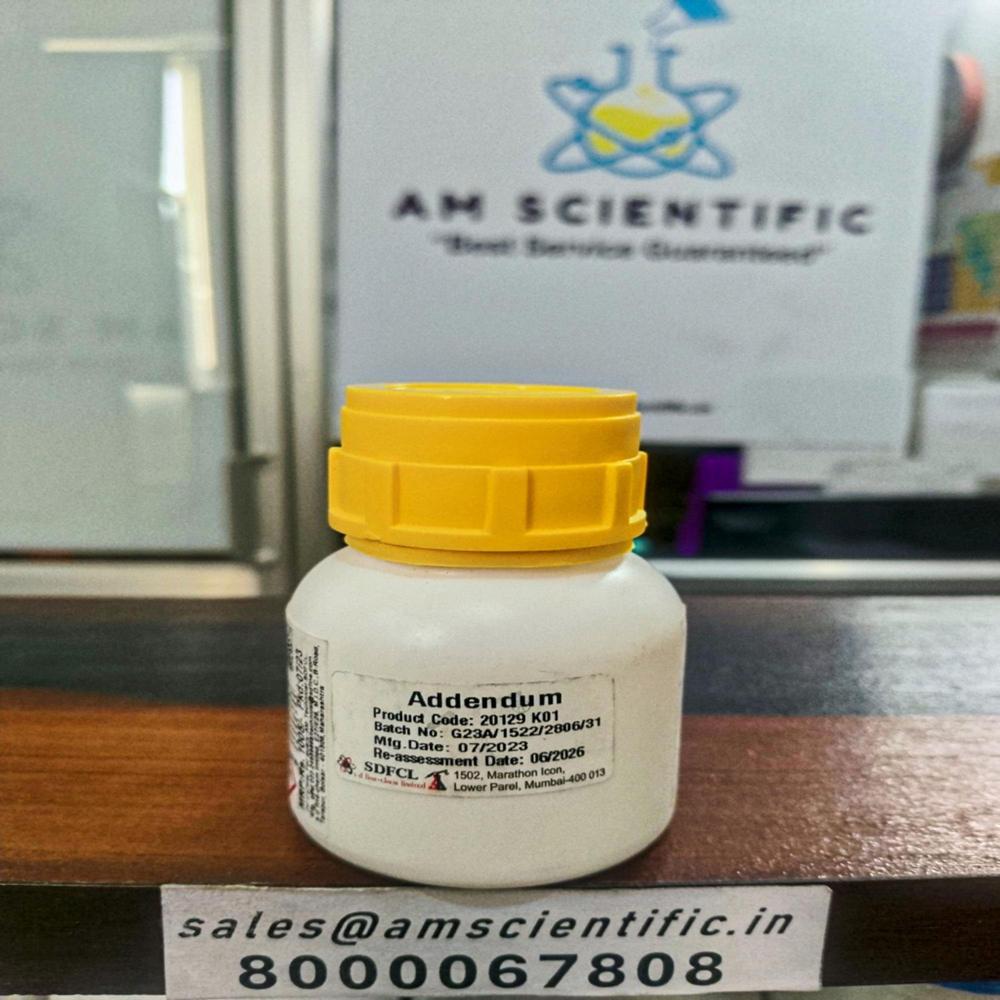 AM SCIENTIFIC
"Best Service Guaranteed"
Addendum
Product Code: 20129 K01
Batch No: G23A/1522/2806/31
Mfg.Date: 07/2023
Re-assessment Date: 06/2026
SDFCL
1502, Marathon Icon,
Lower Parel, Mumbai-400 013
sales@amscientific.in
8000067808